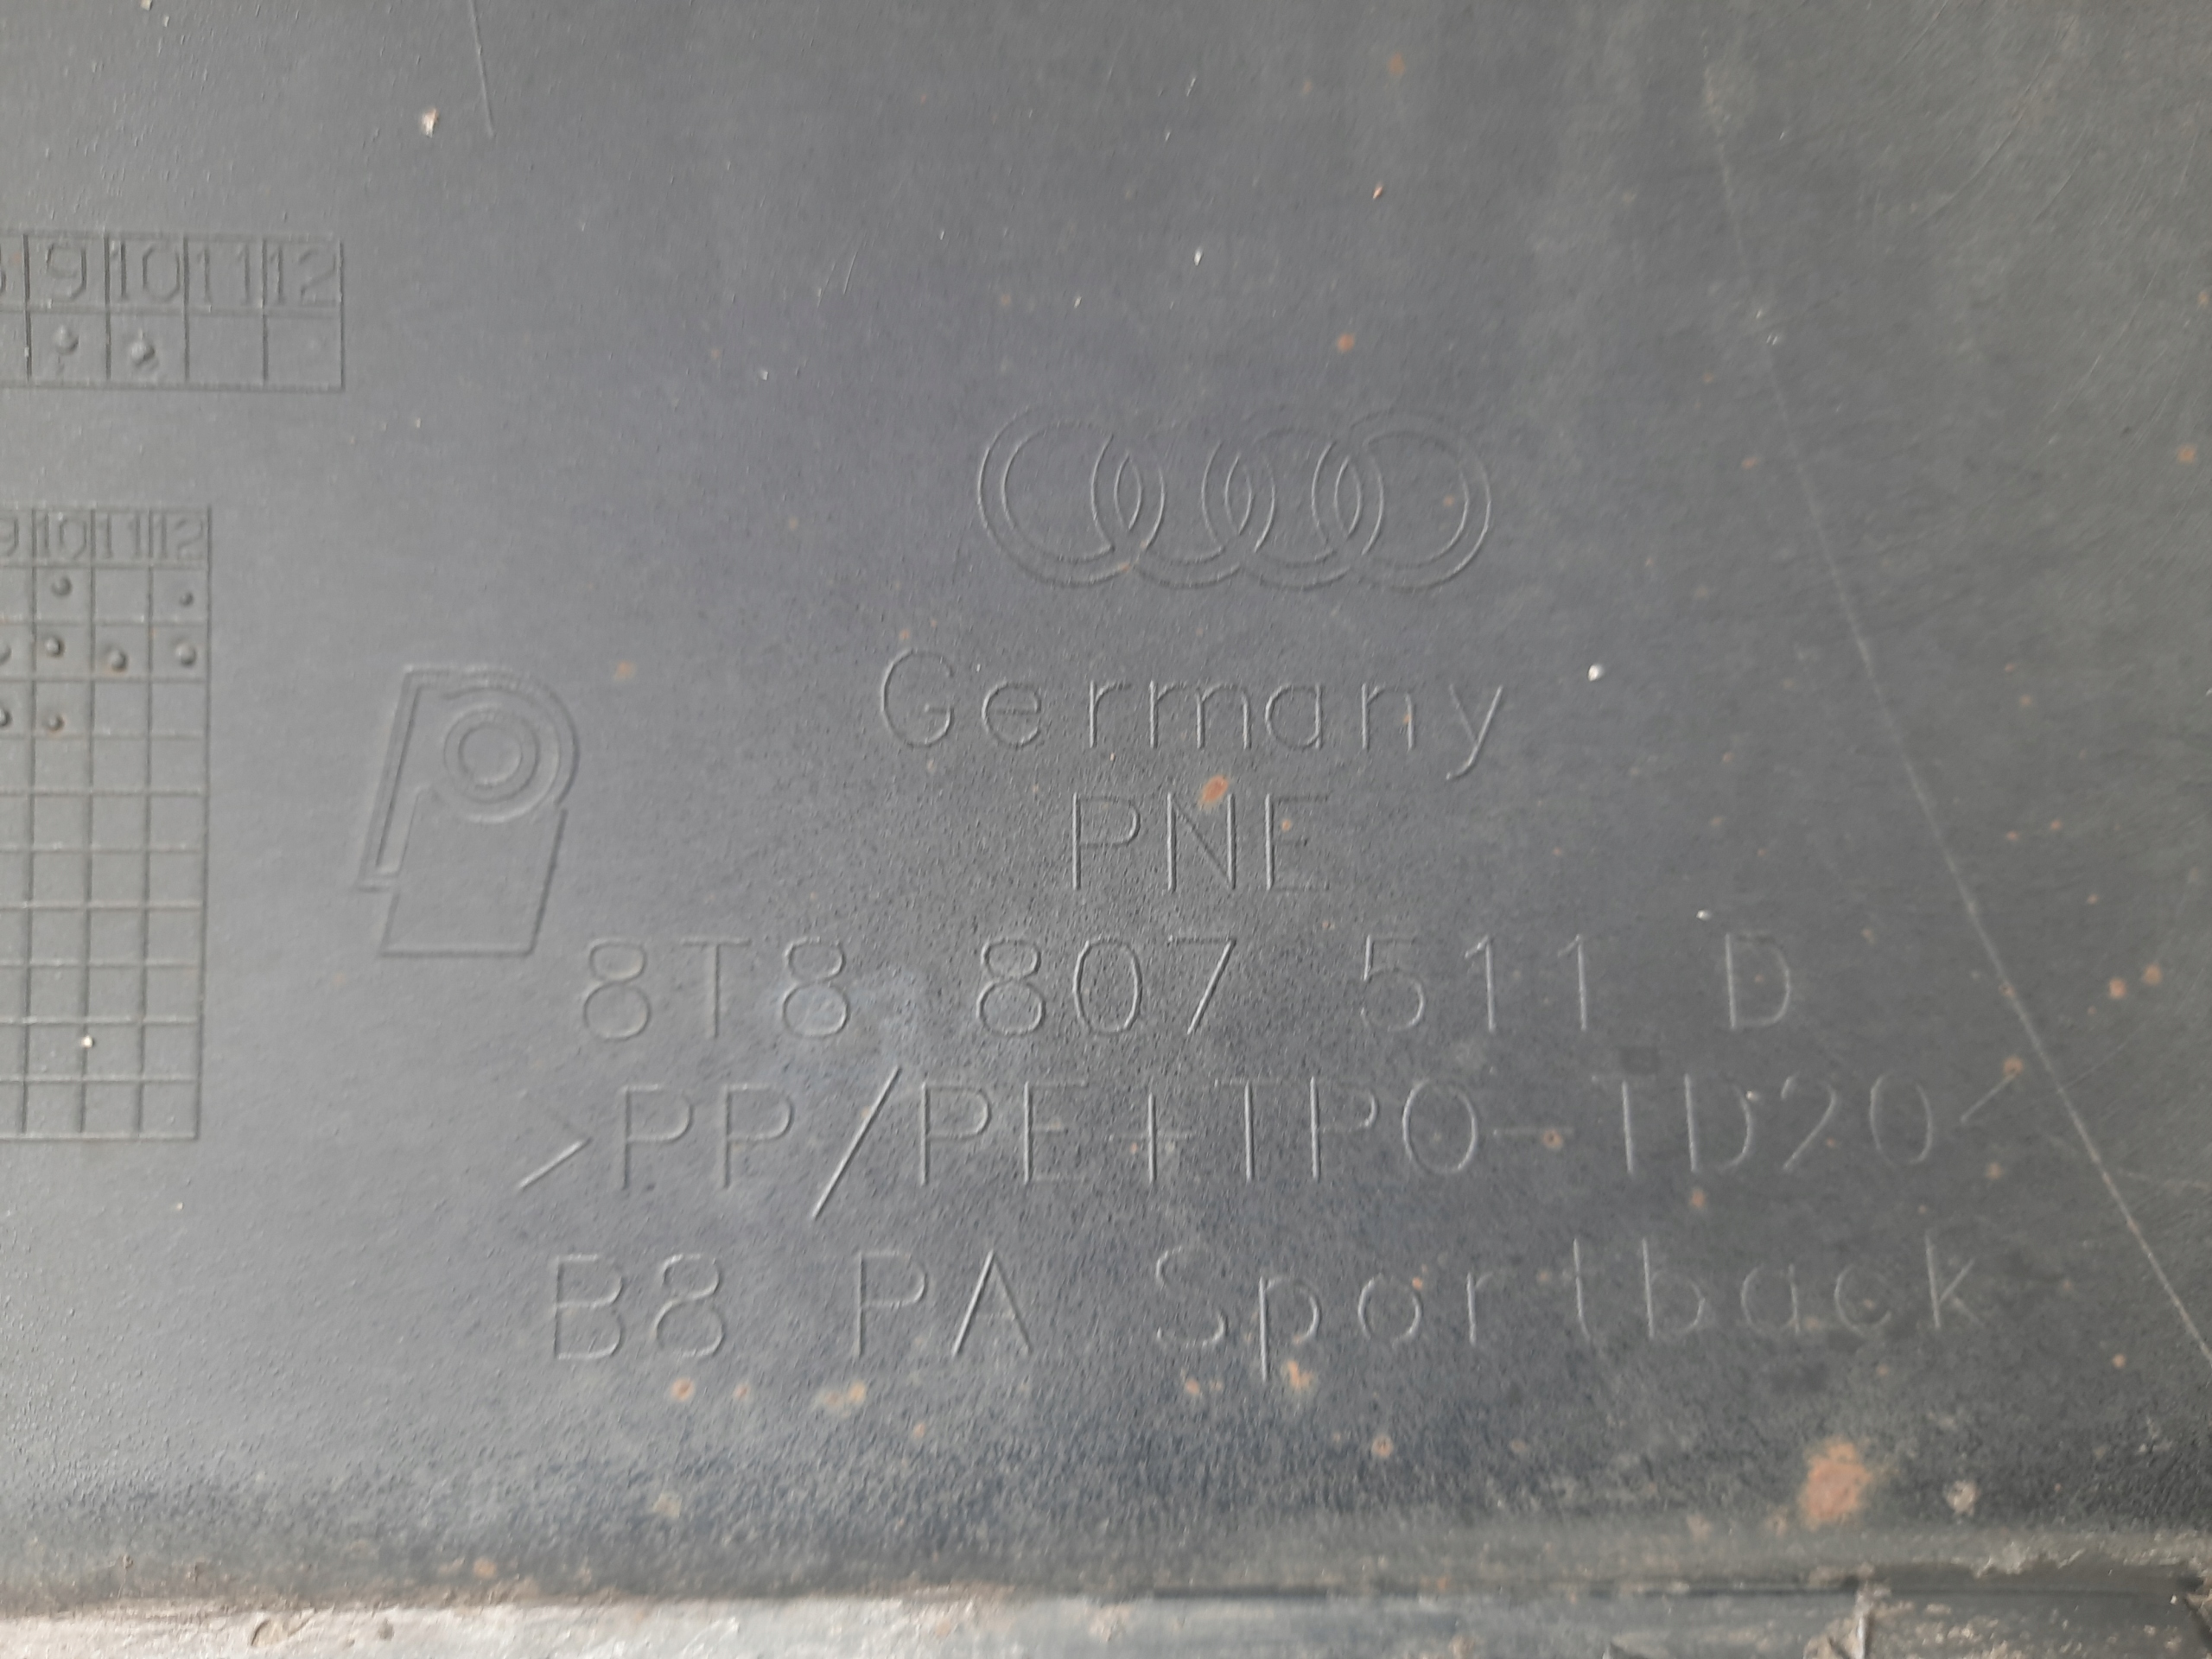 9 10 11 12
9 10 11 12
Germany
PNE
8T8 807 511 D
>PP/PE+TPO-TD20<
B8 PA Sportback